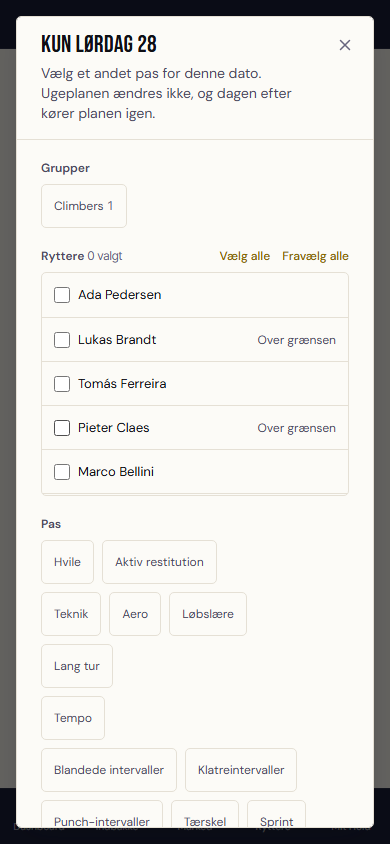 KUN LØRDAG 28
Vælg et andet pas for denne dato.
Ugeplanen ændres ikke, og dagen efter
kører planen igen.
Grupper
Climbers 1
Ryttere 0 valgt Vælg alle Fravælg alle
Ada Pedersen
Lukas Brandt Over grænsen
Tomás Ferreira
Pieter Claes Over grænsen
Marco Bellini
Pas
Hvile Aktiv restitution
Teknik Aero Løbslære
Lang tur
Tempo
Blandede intervaller Klatreintervaller
Punch-intervaller Tærskel Sprint